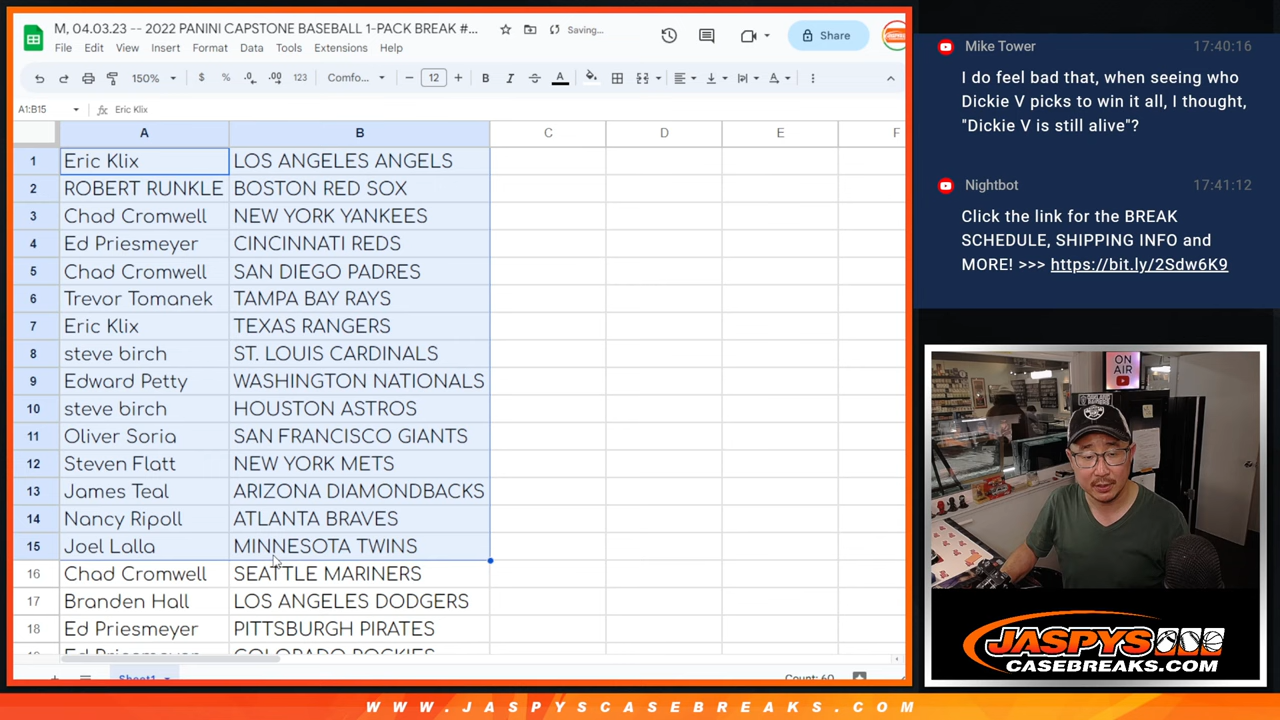 M, 04.03.23 -- 2022 PANINI CAPSTONE BASEBALL 1-PACK BREAK #...
Saving...
File Edit View Insert Format Data Tools Extensions Help
Share
150% $ % .0 .00 123 Comfo... 12 B I A
A1:B15 fx Eric Klix
A B C D E F
1 Eric Klix LOS ANGELES ANGELS
2 ROBERT RUNKLE BOSTON RED SOX
3 Chad Cromwell NEW YORK YANKEES
4 Ed Priesmeyer CINCINNATI REDS
5 Chad Cromwell SAN DIEGO PADRES
6 Trevor Tomanek TAMPA BAY RAYS
7 Eric Klix TEXAS RANGERS
8 steve birch ST. LOUIS CARDINALS
9 Edward Petty WASHINGTON NATIONALS
10 steve birch HOUSTON ASTROS
11 Oliver Soria SAN FRANCISCO GIANTS
12 Steven Flatt NEW YORK METS
13 James Teal ARIZONA DIAMONDBACKS
14 Nancy Ripoll ATLANTA BRAVES
15 Joel Lalla MINNESOTA TWINS
16 Chad Cromwell SEATTLE MARINERS
17 Branden Hall LOS ANGELES DODGERS
18 Ed Priesmeyer PITTSBURGH PIRATES
Ed Priesmeyer COLORADO ROCKIES
Sheet1
Count: 60
Mike Tower 17:40:16
I do feel bad that, when seeing who
Dickie V picks to win it all, I thought,
"Dickie V is still alive"?
Nightbot 17:41:12
Click the link for the BREAK
SCHEDULE, SHIPPING INFO and
MORE! >>> https://bit.ly/2Sdw6K9
ON
AIR
JASPYS
CASEBREAKS.COM
WWW.JASPYSCASEBREAKS.COM